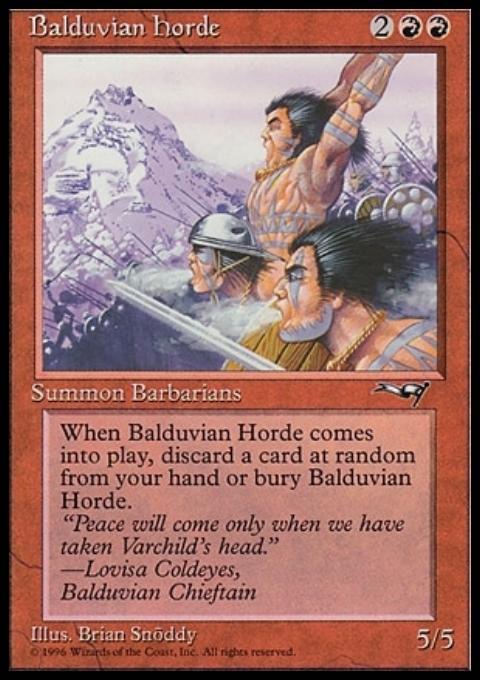 Balduvian Horde 2
Summon Barbarians
When Balduvian Horde comes
into play, discard a card at random
from your hand or bury Balduvian
Horde.
“Peace will come only when we have
taken Varchild's head.”
—Lovisa Coldeyes,
Balduvian Chieftain
Illus. Brian Snōddy 5/5
© 1996 Wizards of the Coast, Inc. All rights reserved.